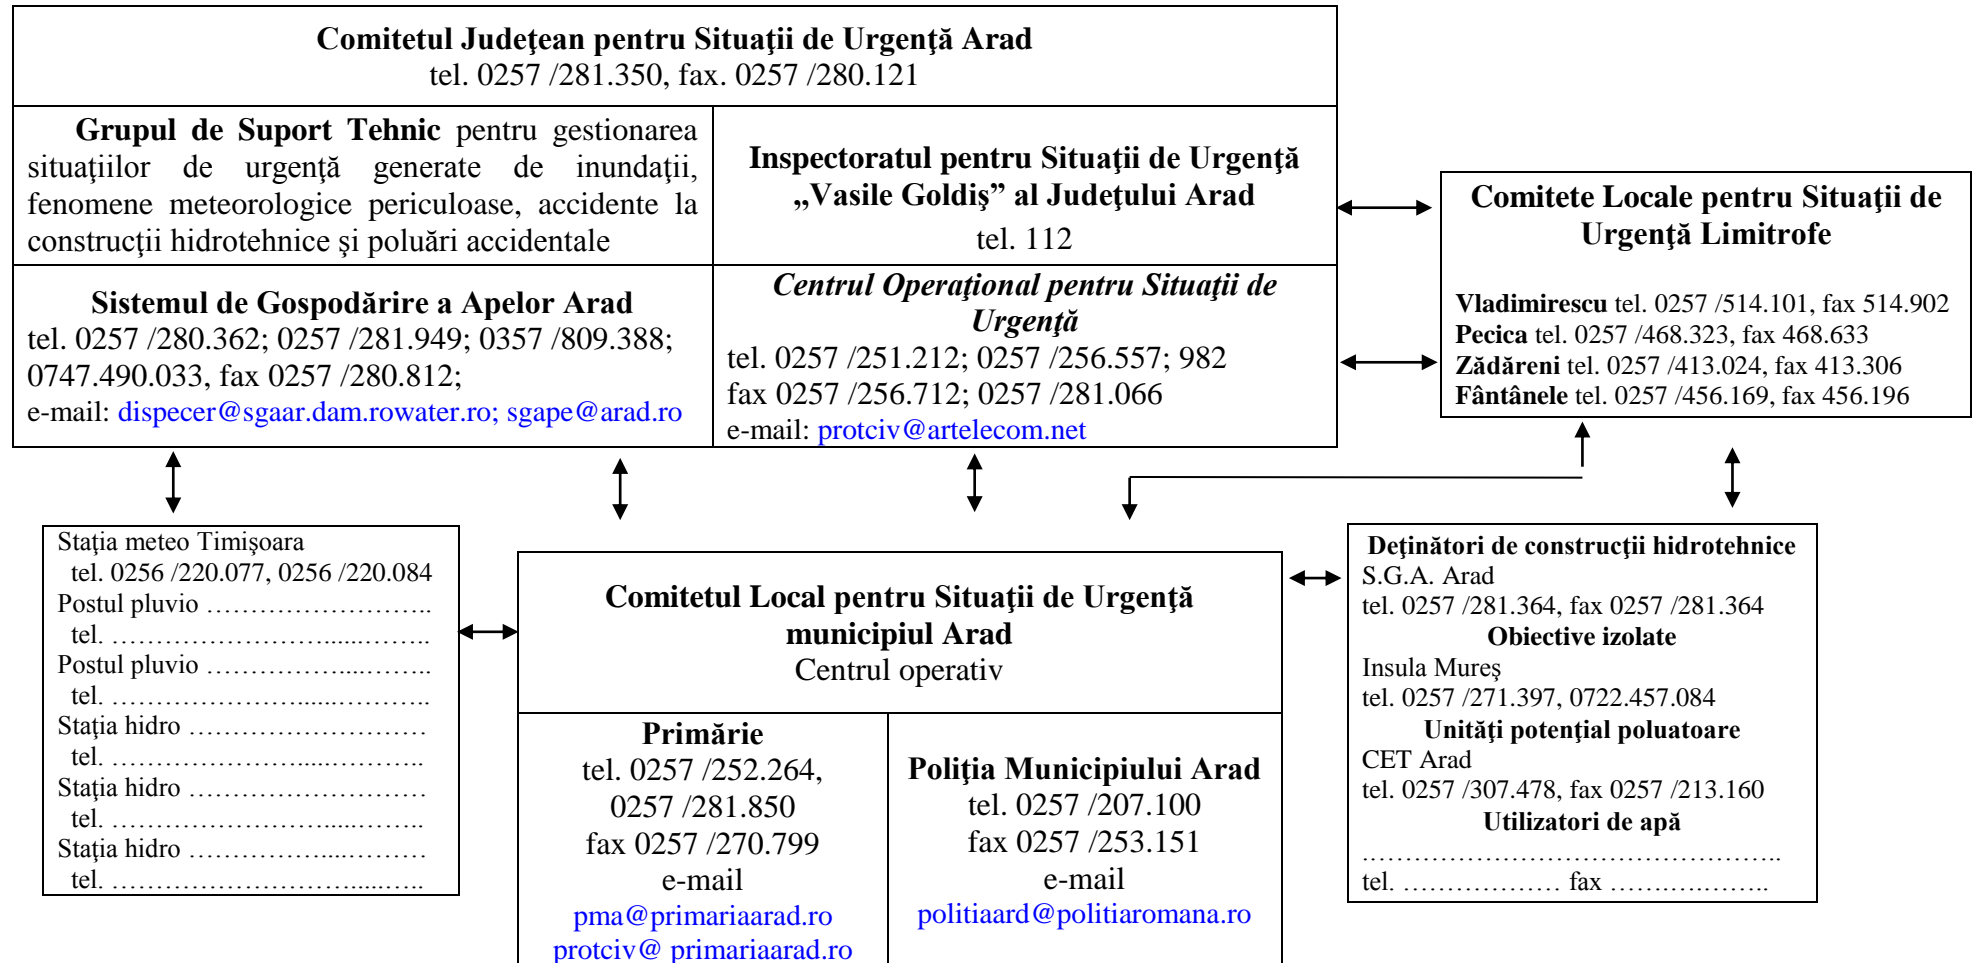 Comitetul Judeţean pentru Situaţii de Urgenţă Arad
tel. 0257 /281.350, fax. 0257 /280.121
Grupul de Suport Tehnic pentru gestionarea
situaţiilor de urgenţă generate de inundaţii,
fenomene meteorologice periculoase, accidente la
construcţii hidrotehnice şi poluări accidentale
Inspectoratul pentru Situaţii de Urgenţă
„Vasile Goldiş” al Judeţului Arad
tel. 112
Sistemul de Gospodărire a Apelor Arad
tel. 0257 /280.362; 0257 /281.949; 0357 /809.388;
0747.490.033, fax 0257 /280.812;
e-mail: dispecer@sgaar.dam.rowater.ro; sgape@arad.ro
Centrul Operaţional pentru Situaţii de
Urgenţă
tel. 0257 /251.212; 0257 /256.557; 982
fax 0257 /256.712; 0257 /281.066
e-mail: protciv@artelecom.net
Comitete Locale pentru Situaţii de
Urgenţă Limitrofe
Vladimirescu tel. 0257 /514.101, fax 514.902
Pecica tel. 0257 /468.323, fax 468.633
Zădăreni tel. 0257 /413.024, fax 413.306
Fântânele tel. 0257 /456.169, fax 456.196
Staţia meteo Timişoara
tel. 0256 /220.077, 0256 /220.084
Postul pluvio ……………………..
tel. …………………......……..
Postul pluvio ……………....……..
tel. …………………......………..
Staţia hidro ………………………
tel. ………………….....………..
Staţia hidro ………………………
tel. ……………………....……..
Staţia hidro ……………....………
tel. ……………………......…..
Comitetul Local pentru Situaţii de Urgenţă
municipiul Arad
Centrul operativ
Primărie
tel. 0257 /252.264,
0257 /281.850
fax 0257 /270.799
e-mail
pma@primariaarad.ro
protciv@ primariaarad.ro
Poliţia Municipiului Arad
tel. 0257 /207.100
fax 0257 /253.151
e-mail
politiaard@politiaromana.ro
Deţinători de construcţii hidrotehnice
S.G.A. Arad
tel. 0257 /281.364, fax 0257 /281.364
Obiective izolate
Insula Mureş
tel. 0257 /271.397, 0722.457.084
Unităţi potenţial poluatoare
CET Arad
tel. 0257 /307.478, fax 0257 /213.160
Utilizatori de apă
………………………………………..
tel. ……………… fax ……..……..